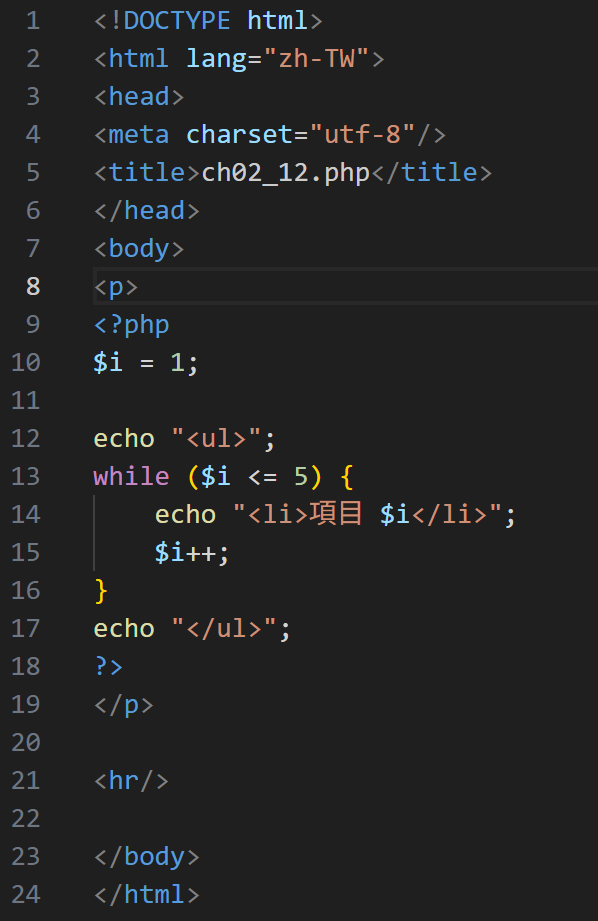 1 <!DOCTYPE html>
2 <html lang="zh-TW">
3 <head>
4 <meta charset="utf-8"/>
5 <title>ch02_12.php</title>
6 </head>
7 <body>
8 <p>
9 <?php
10 $i = 1;
11
12 echo "<ul>";
13 while ($i <= 5) {
14     echo "<li>項目 $i</li>";
15     $i++;
16 }
17 echo "</ul>";
18 ?>
19 </p>
20
21 <hr/>
22
23 </body>
24 </html>